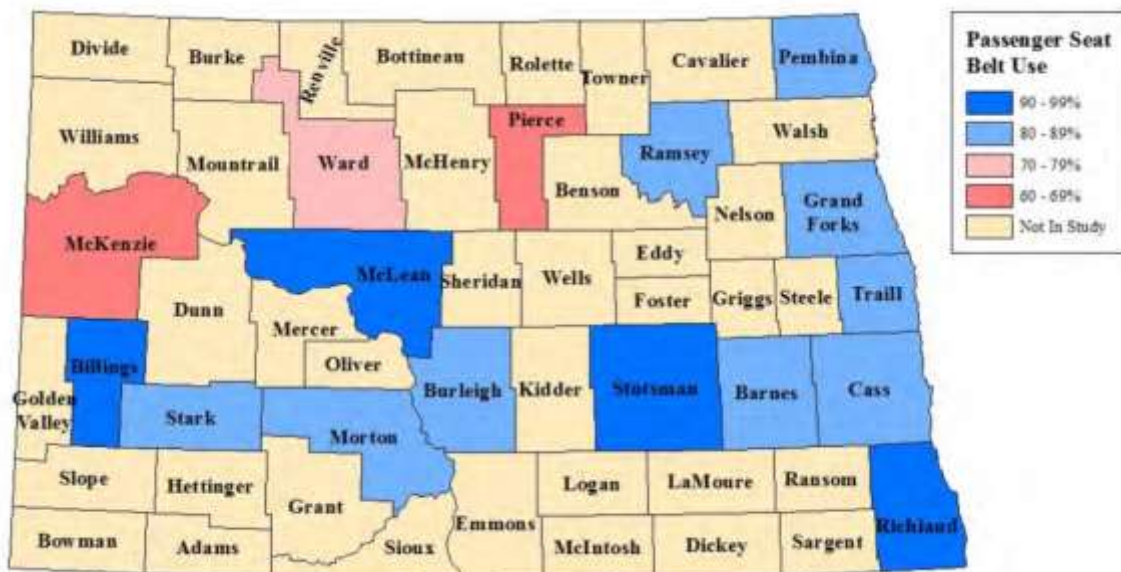 Divide
Burke
Renville
Bottineau
Rolette
Towner
Cavalier
Pembina
Williams
Mountrail
Ward
McHenry
Pierce
Benson
Ramsey
Walsh
Nelson
Grand
Forks
McKenzie
Dunn
McLean
Mercer
Oliver
Sheridan
Wells
Eddy
Foster
Griggs
Steele
Traill
Golden
Valley
Billings
Stark
Morton
Burleigh
Kidder
Stutsman
Barnes
Cass
Slope
Hettinger
Grant
Emmons
Logan
LaMoure
Ransom
Richland
Bowman
Adams
Sioux
McIntosh
Dickey
Sargent
Passenger Seat
Belt Use
90 - 99%
80 - 89%
70 - 79%
60 - 69%
Not In Study